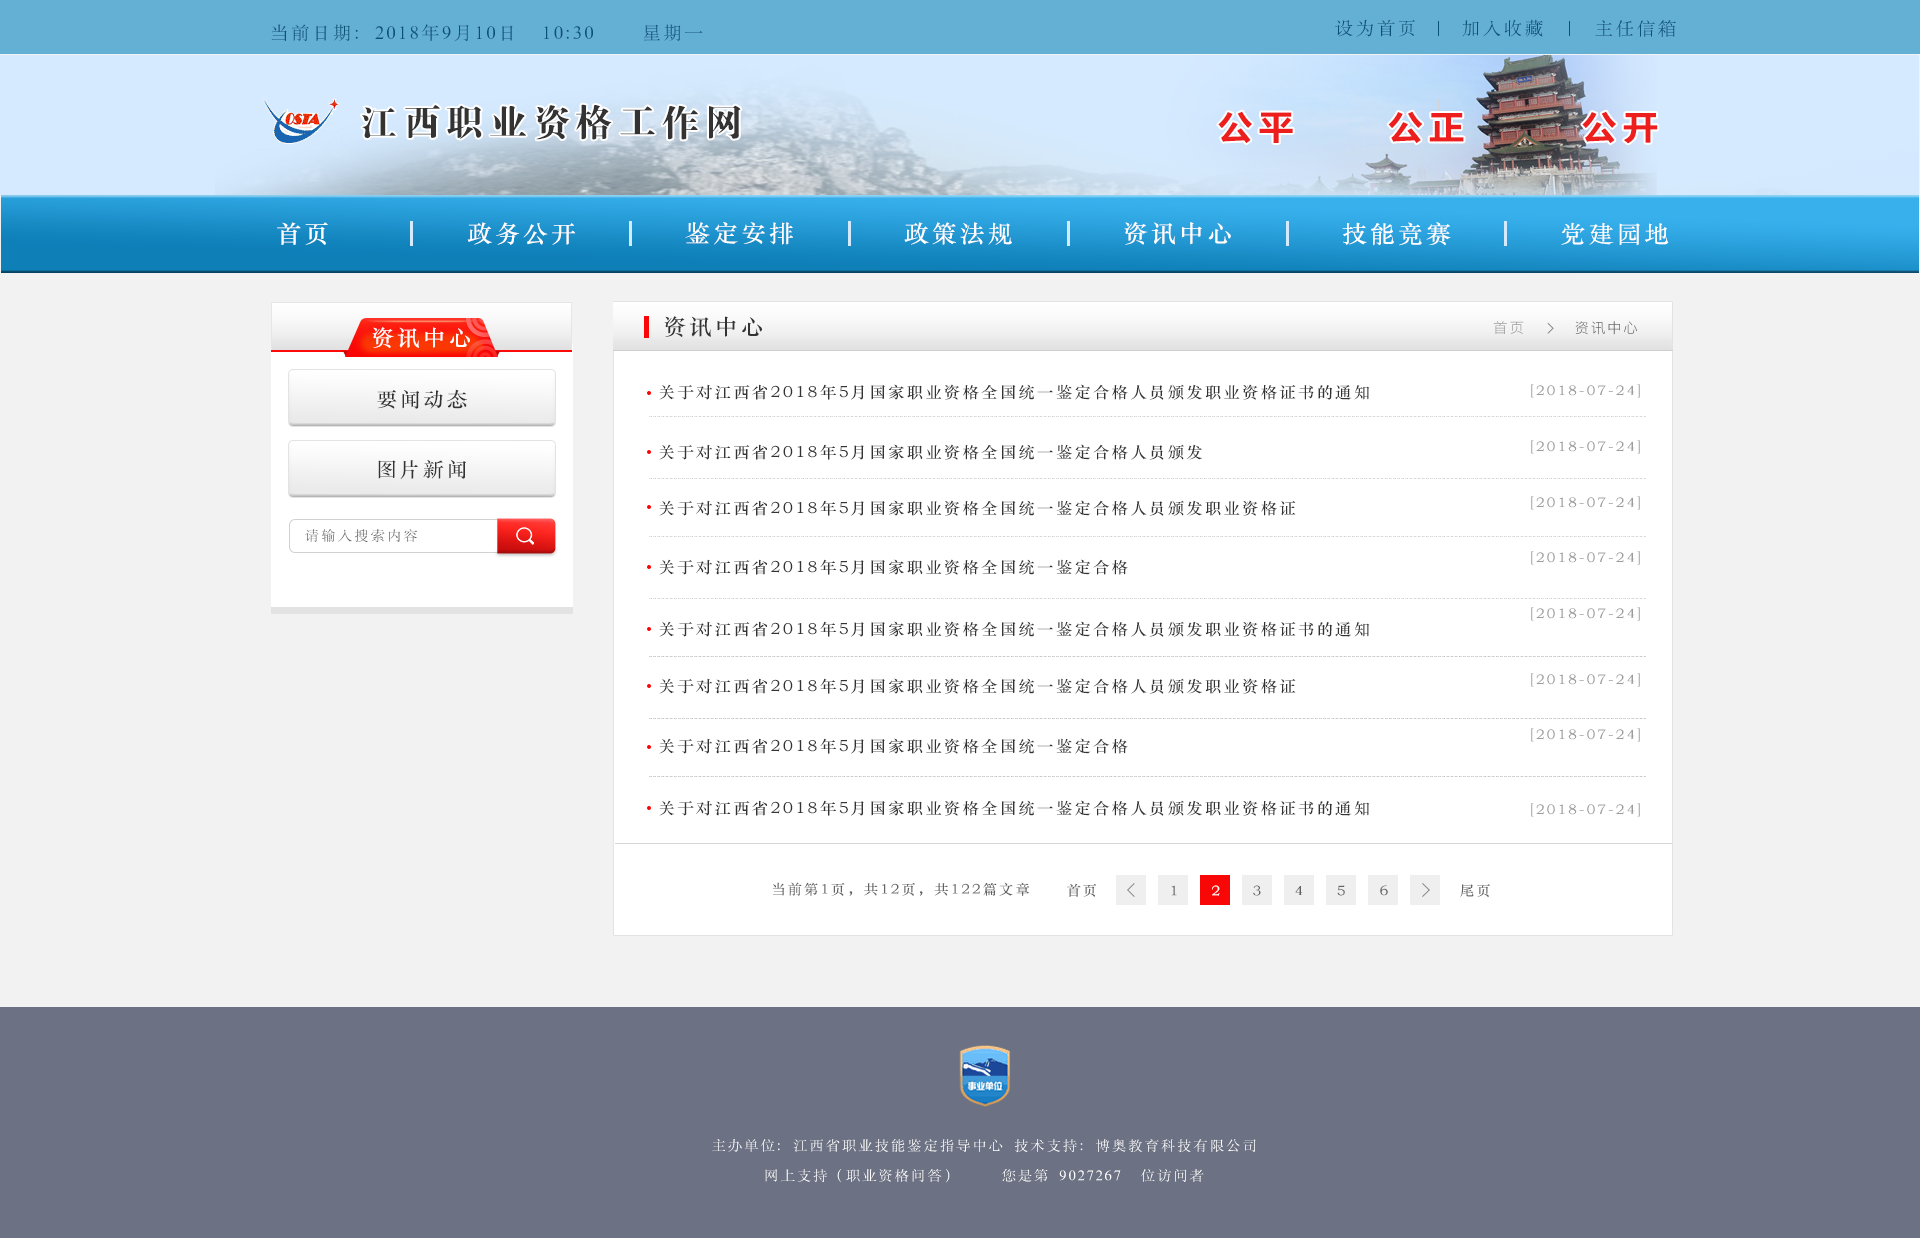 当前日期：2018年9月10日 10:30 星期一
设为首页 | 加入收藏 | 主任信箱
OSTA 江西职业资格工作网
公平 公正 公开
首页 政务公开 鉴定安排 政策法规 资讯中心 技能竞赛 党建园地
资讯中心
要闻动态
图片新闻
请输入搜索内容
资讯中心
首页 > 资讯中心
关于对江西省2018年5月国家职业资格全国统一鉴定合格人员颁发职业资格证书的通知 [2018-07-24]
关于对江西省2018年5月国家职业资格全国统一鉴定合格人员颁发 [2018-07-24]
关于对江西省2018年5月国家职业资格全国统一鉴定合格人员颁发职业资格证 [2018-07-24]
关于对江西省2018年5月国家职业资格全国统一鉴定合格 [2018-07-24]
关于对江西省2018年5月国家职业资格全国统一鉴定合格人员颁发职业资格证书的通知 [2018-07-24]
关于对江西省2018年5月国家职业资格全国统一鉴定合格人员颁发职业资格证 [2018-07-24]
关于对江西省2018年5月国家职业资格全国统一鉴定合格 [2018-07-24]
关于对江西省2018年5月国家职业资格全国统一鉴定合格人员颁发职业资格证书的通知 [2018-07-24]
当前第1页，共12页，共122篇文章 首页 < 1 2 3 4 5 6 > 尾页
事业单位
主办单位：江西省职业技能鉴定指导中心 技术支持：博奥教育科技有限公司
网上支持（职业资格问答） 您是第 9027267 位访问者